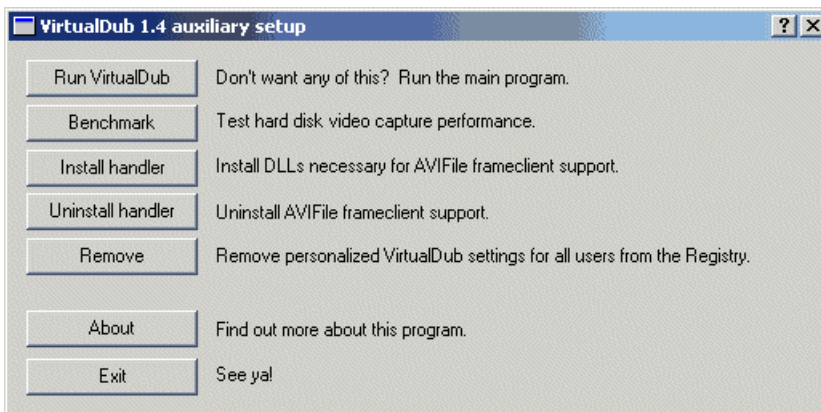 VirtualDub 1.4 auxiliary setup
Run VirtualDub Don't want any of this? Run the main program.
Benchmark Test hard disk video capture performance.
Install handler Install DLLs necessary for AVIFile frameclient support.
Uninstall handler Uninstall AVIFile frameclient support.
Remove Remove personalized VirtualDub settings for all users from the Registry.
About Find out more about this program.
Exit See ya!